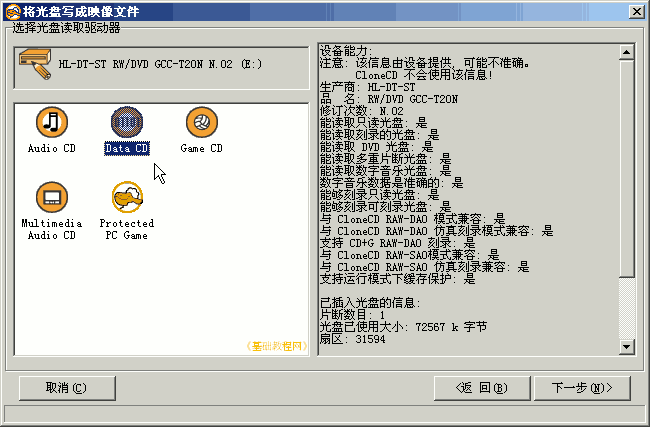 将光盘写成映像文件
选择光盘读取驱动器
HL-DT-ST RW/DVD GCC-T20N N.02 (E:)
Audio CD
Data CD
Game CD
Multimedia
Audio CD
Protected
PC Game
《基础教程网》
设备能力:
注意: 该信息由设备提供, 可能不准确。
CloneCD 不会使用该信息!
生产商: HL-DT-ST
品　名: RW/DVD GCC-T20N
修订次数: N.02
能读取只读光盘: 是
能读取刻录的光盘: 是
能读取 DVD 光盘: 是
能读取多重片断光盘: 是
能读取数字音乐光盘: 是
数字音乐数据是准确的: 是
能够刻录只读光盘: 是
能够刻录可刻录光盘: 是
与 CloneCD RAW-DAO 模式兼容: 是
与 CloneCD RAW-DAO 仿真刻录模式兼容: 是
支持 CD+G RAW-DAO 刻录: 是
与 CloneCD RAW-SAO模式兼容: 是
与 CloneCD RAW-SAO 仿真刻录兼容: 是
支持运行模式下缓存保护: 是
已插入光盘的信息:
片断数目: 1
光盘已使用大小: 72567 k 字节
扇区: 31594
取消(C)
<返 回(B)
下一步(N)>